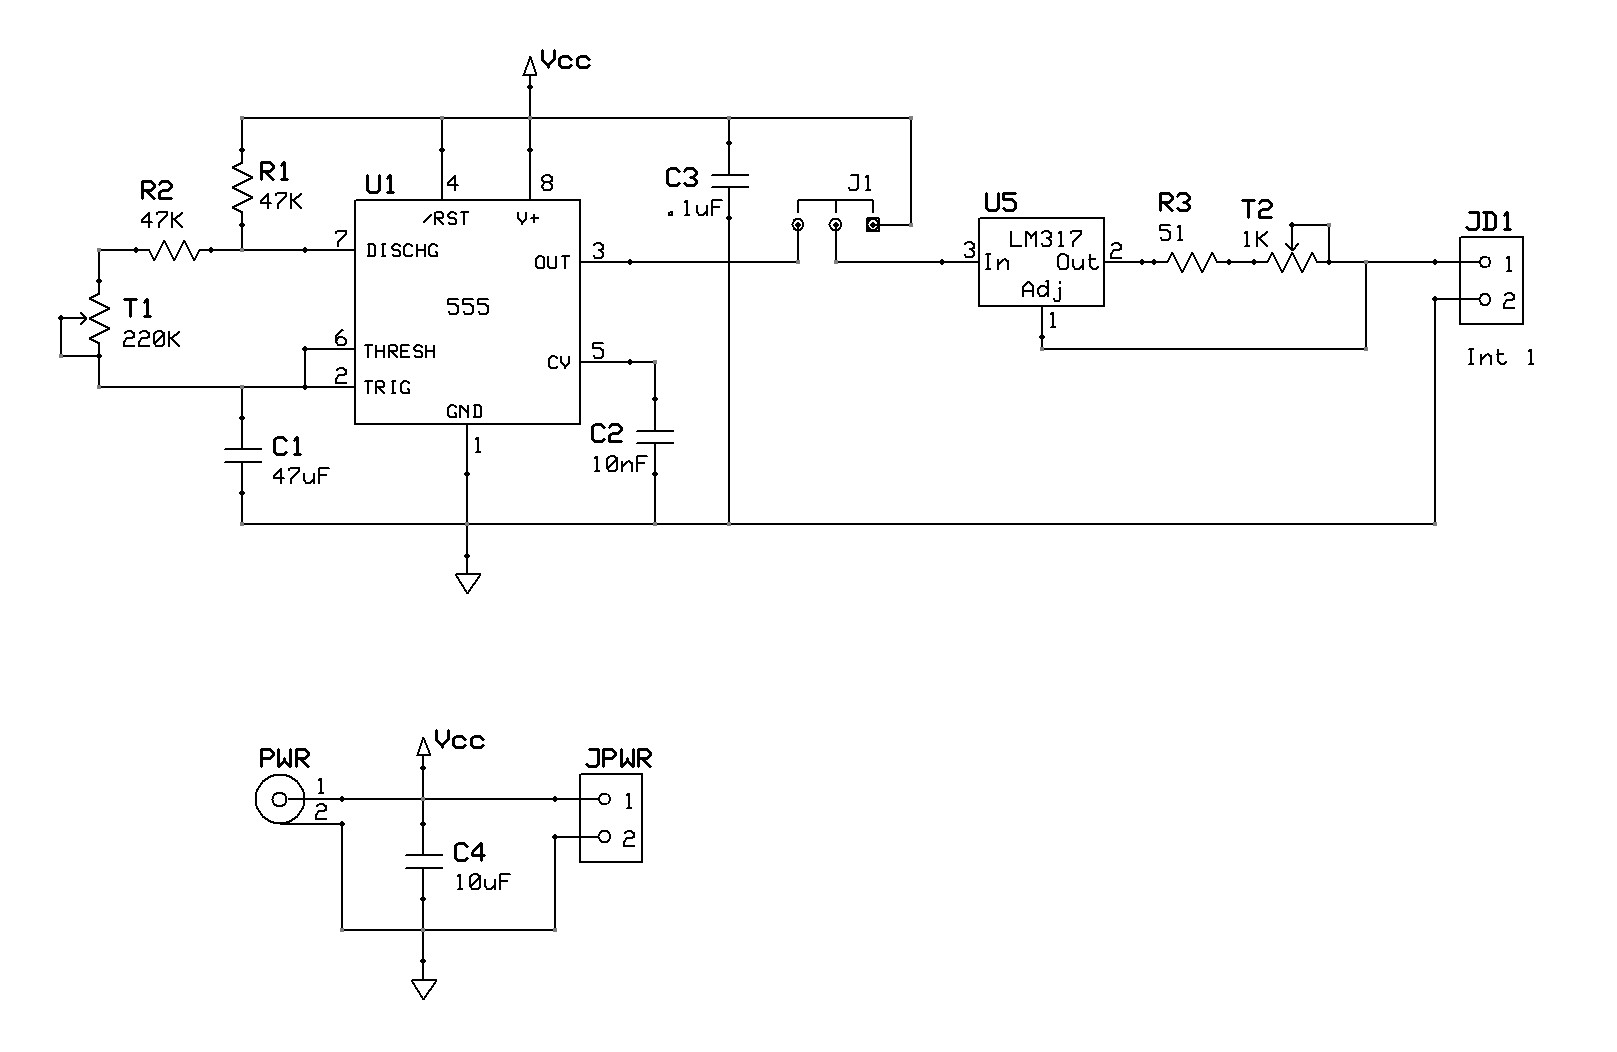 Vcc
R1
47K
R2
47K
U1
4
8
/RST
V+
C3
.1uF
J1
U5
R3
51
T2
1K
JD1
7
DISCHG
3
OUT
3
LM317
2
In
Out
1
Adj
1
2
T1
220K
555
6
THRESH
5
CV
2
TRIG
Int 1
GND
1
C1
47uF
C2
10nF
Vcc
PWR
1
2
JPWR
1
2
C4
10uF